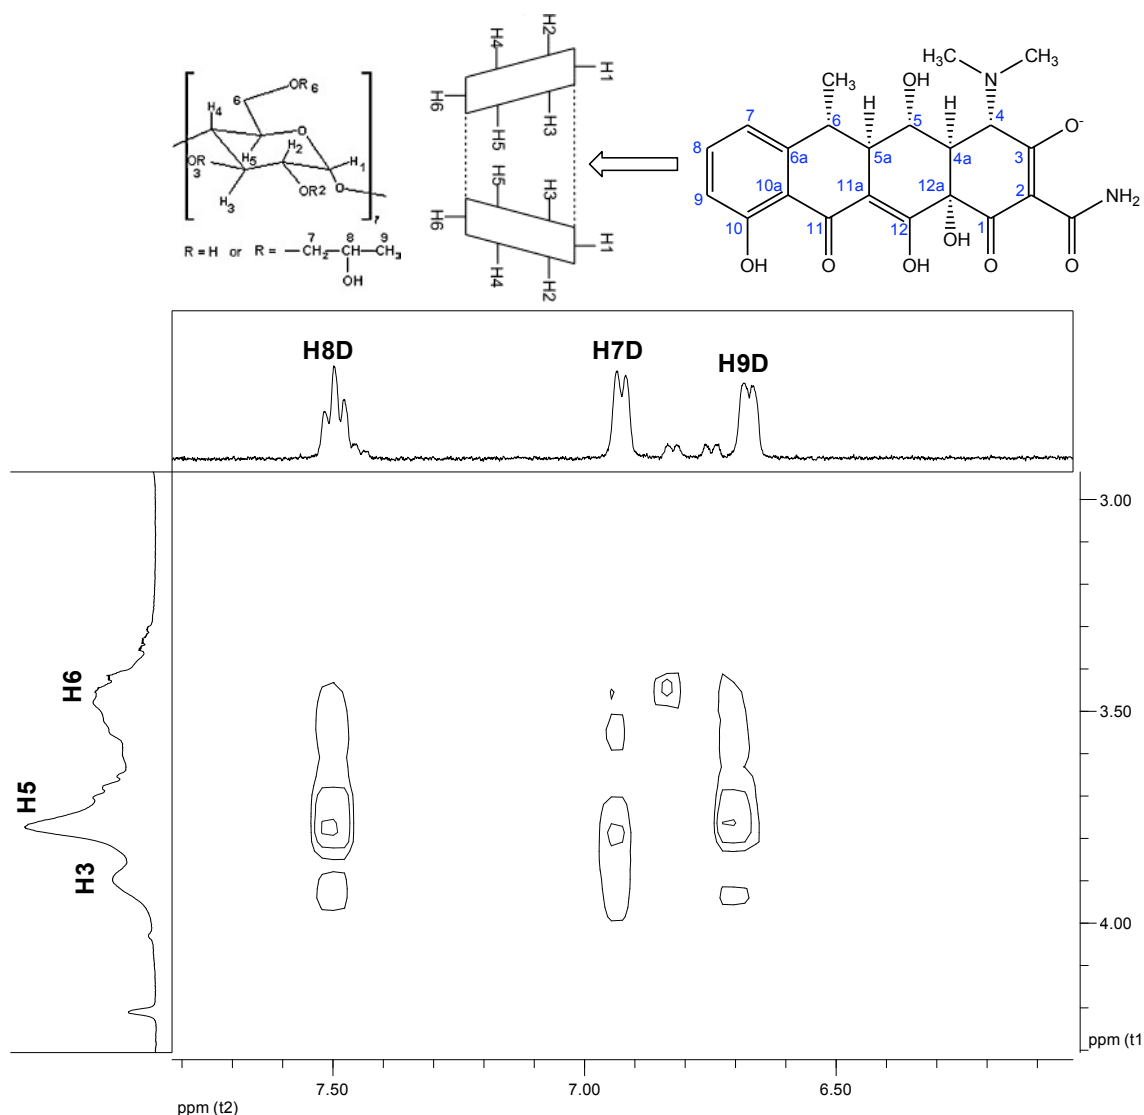 OR 6
6
H4
O
H5
H2
H1
OR
3
OR2
O
H3
7
R = H or R = —CH2—CH—CH3
7 8 9
OH
H4
H2
H1
H6
H5
H3
H5
H3
H6
H1
H4
H2
H3C
CH3
N
CH3
OH
H
H
4
O-
7
6
5
8
6a
5a
4a
3
9
10a
11a
12a
2
NH2
10
11
12
1
OH
OH
O
OH
O
O
H8D
H7D
H9D
H6
H5
H3
3.00
3.50
4.00
ppm (t1
7.50
7.00
6.50
ppm (t2)